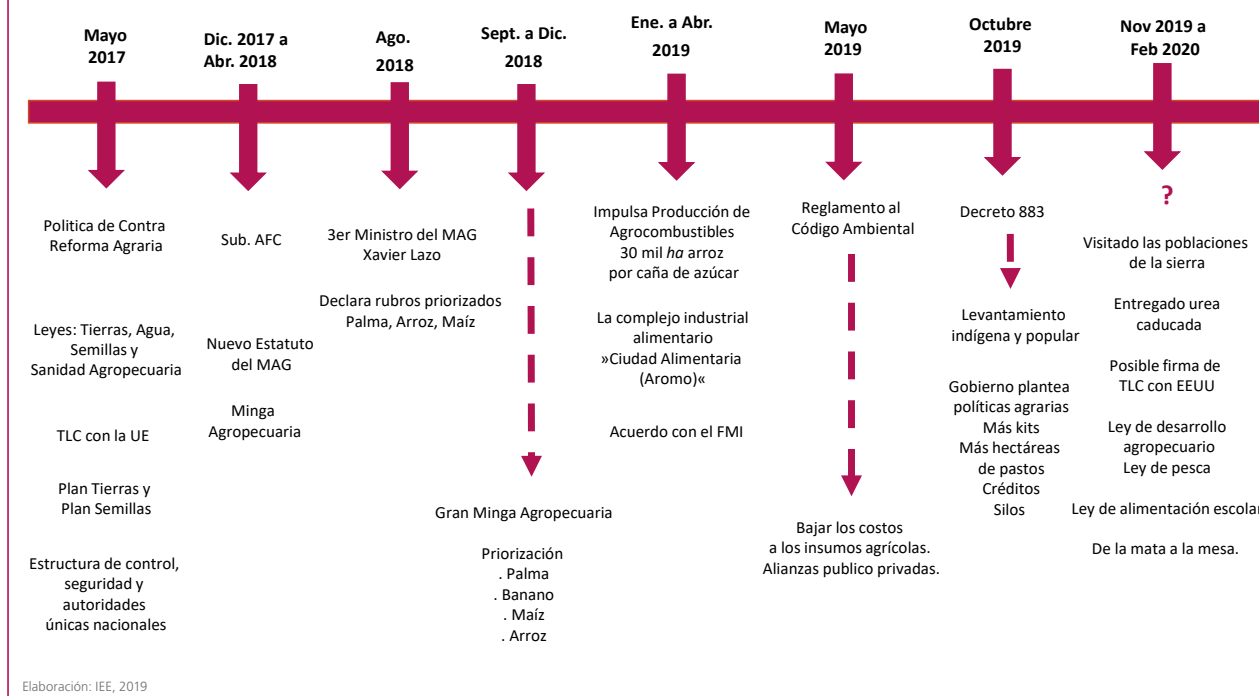 Mayo
2017
Politica de Contra
Reforma Agraria
Leyes: Tierras, Agua,
Semillas y
Sanidad Agropecuaria
TLC con la UE
Plan Tierras y
Plan Semillas
Estructura de control,
seguridad y
autoridades
únicas nacionales
Dic. 2017 a
Abr. 2018
Sub. AFC
Nuevo Estatuto
del MAG
Minga
Agropecuaria
Ago.
2018
3er Ministro del MAG
Xavier Lazo
Declara rubros priorizados
Palma, Arroz, Maíz
Sept. a Dic.
2018
Gran Minga Agropecuaria
Priorización
. Palma
. Banano
. Maíz
. Arroz
Ene. a Abr.
2019
Impulsa Producción de
Agrocombustibles
30 mil ha arroz
por caña de azúcar
La complejo industrial
alimentario
»Ciudad Alimentaria
(Aromo)«
Acuerdo con el FMI
Mayo
2019
Reglamento al
Código Ambiental
Bajar los costos
a los insumos agrícolas.
Alianzas publico privadas.
Octubre
2019
Decreto 883
Levantamiento
indígena y popular
Gobierno plantea
políticas agrarias
Más kits
Más hectáreas
de pastos
Créditos
Silos
Nov 2019 a
Feb 2020
?
Visitado las poblaciones
de la sierra
Entregado urea
caducada
Posible firma de
TLC con EEUU
Ley de desarrollo
agropecuario
Ley de pesca
Ley de alimentación escolar
De la mata a la mesa.
Elaboración: IEE, 2019